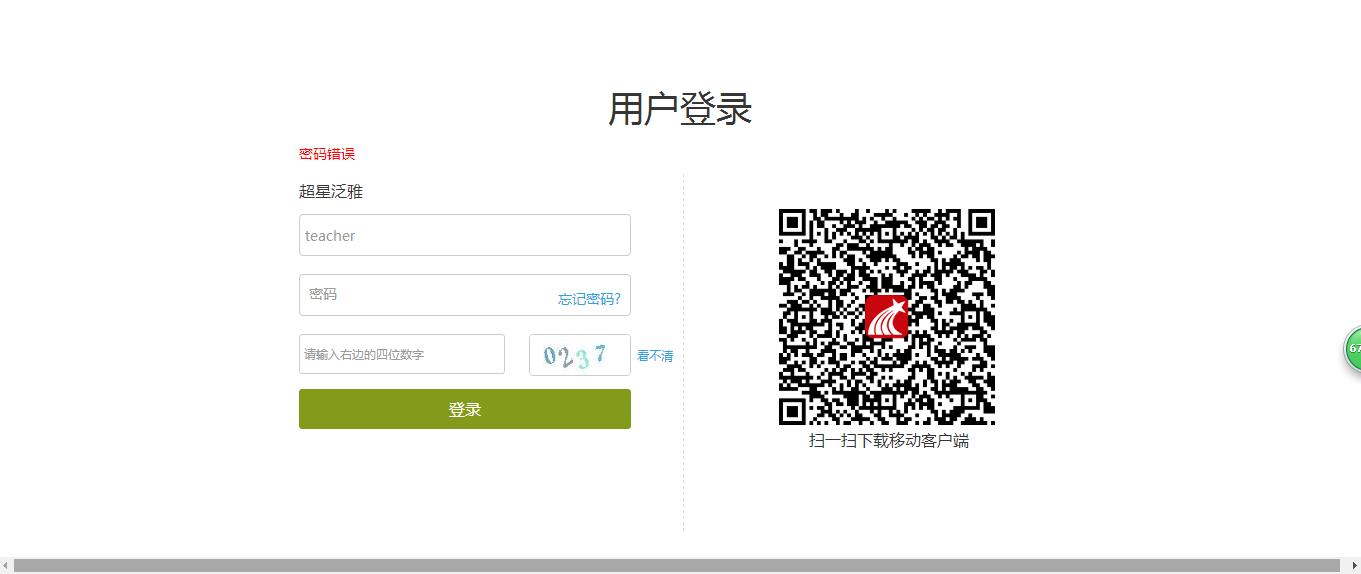 用户登录
密码错误
超星泛雅
teacher
密码
忘记密码?
请输入右边的四位数字
0237
看不清
登录
扫一扫下载移动客户端